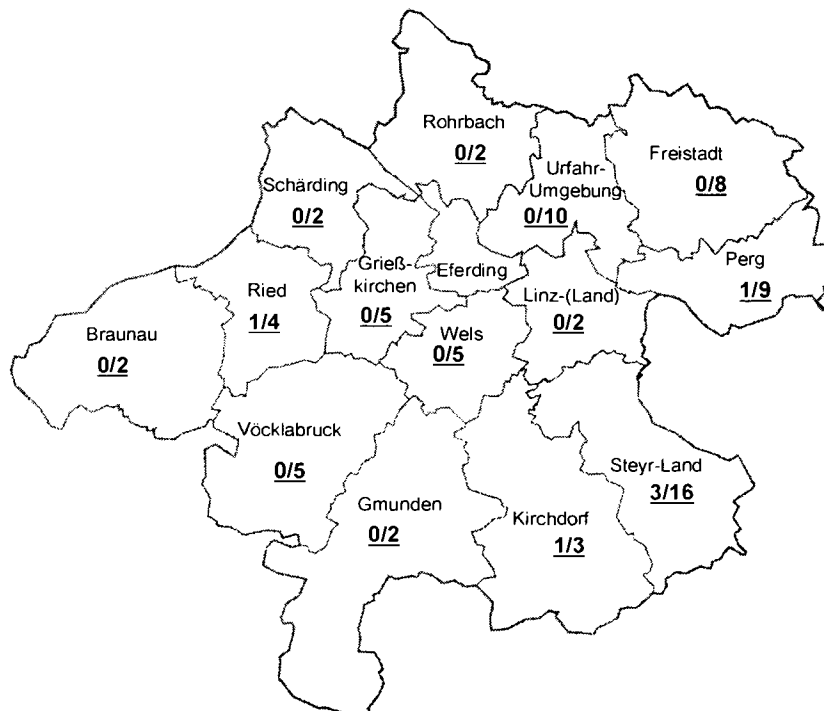 Rohrbach
0/2
Freistadt
0/8
Urfahr-
Umgebung
0/10
Schärding
0/2
Grieß-
kirchen
0/5
Eferding
Perg
1/9
Ried
1/4
Linz-(Land)
0/2
Braunau
0/2
Wels
0/5
Vöcklabruck
0/5
Steyr-Land
3/16
Gmunden
0/2
Kirchdorf
1/3